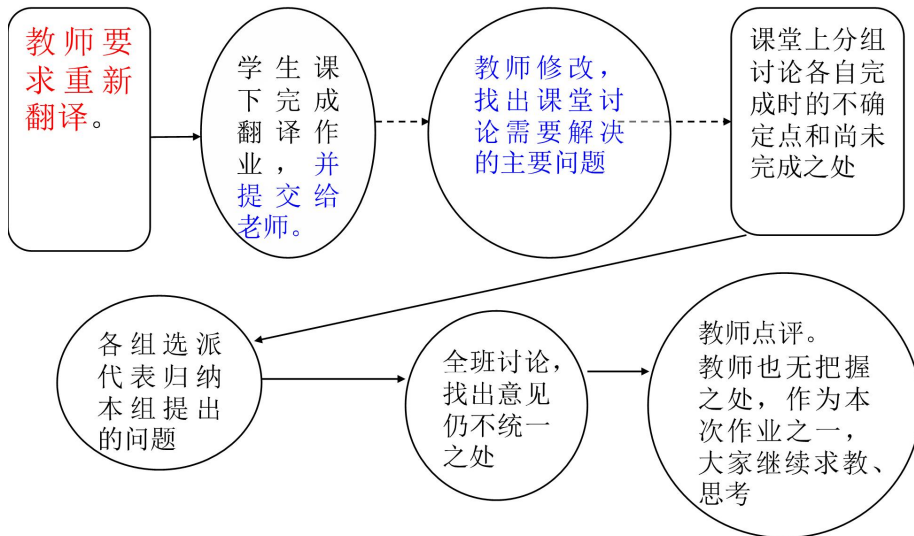 教师要
求重新
翻译。
学生课
下完成
翻译作
业，并
提交给
老师。
教师修改，
找出课堂讨
论需要解决
的主要问题
课堂上分组
讨论各自完
成时的不确
定点和尚未
完成之处
各组选派
代表归纳
本组提出
的问题
全班讨论，
找出意见
仍不统一
之处
教师点评。
教师也无把握
之处，作为本
次作业之一，
大家继续求教、
思考